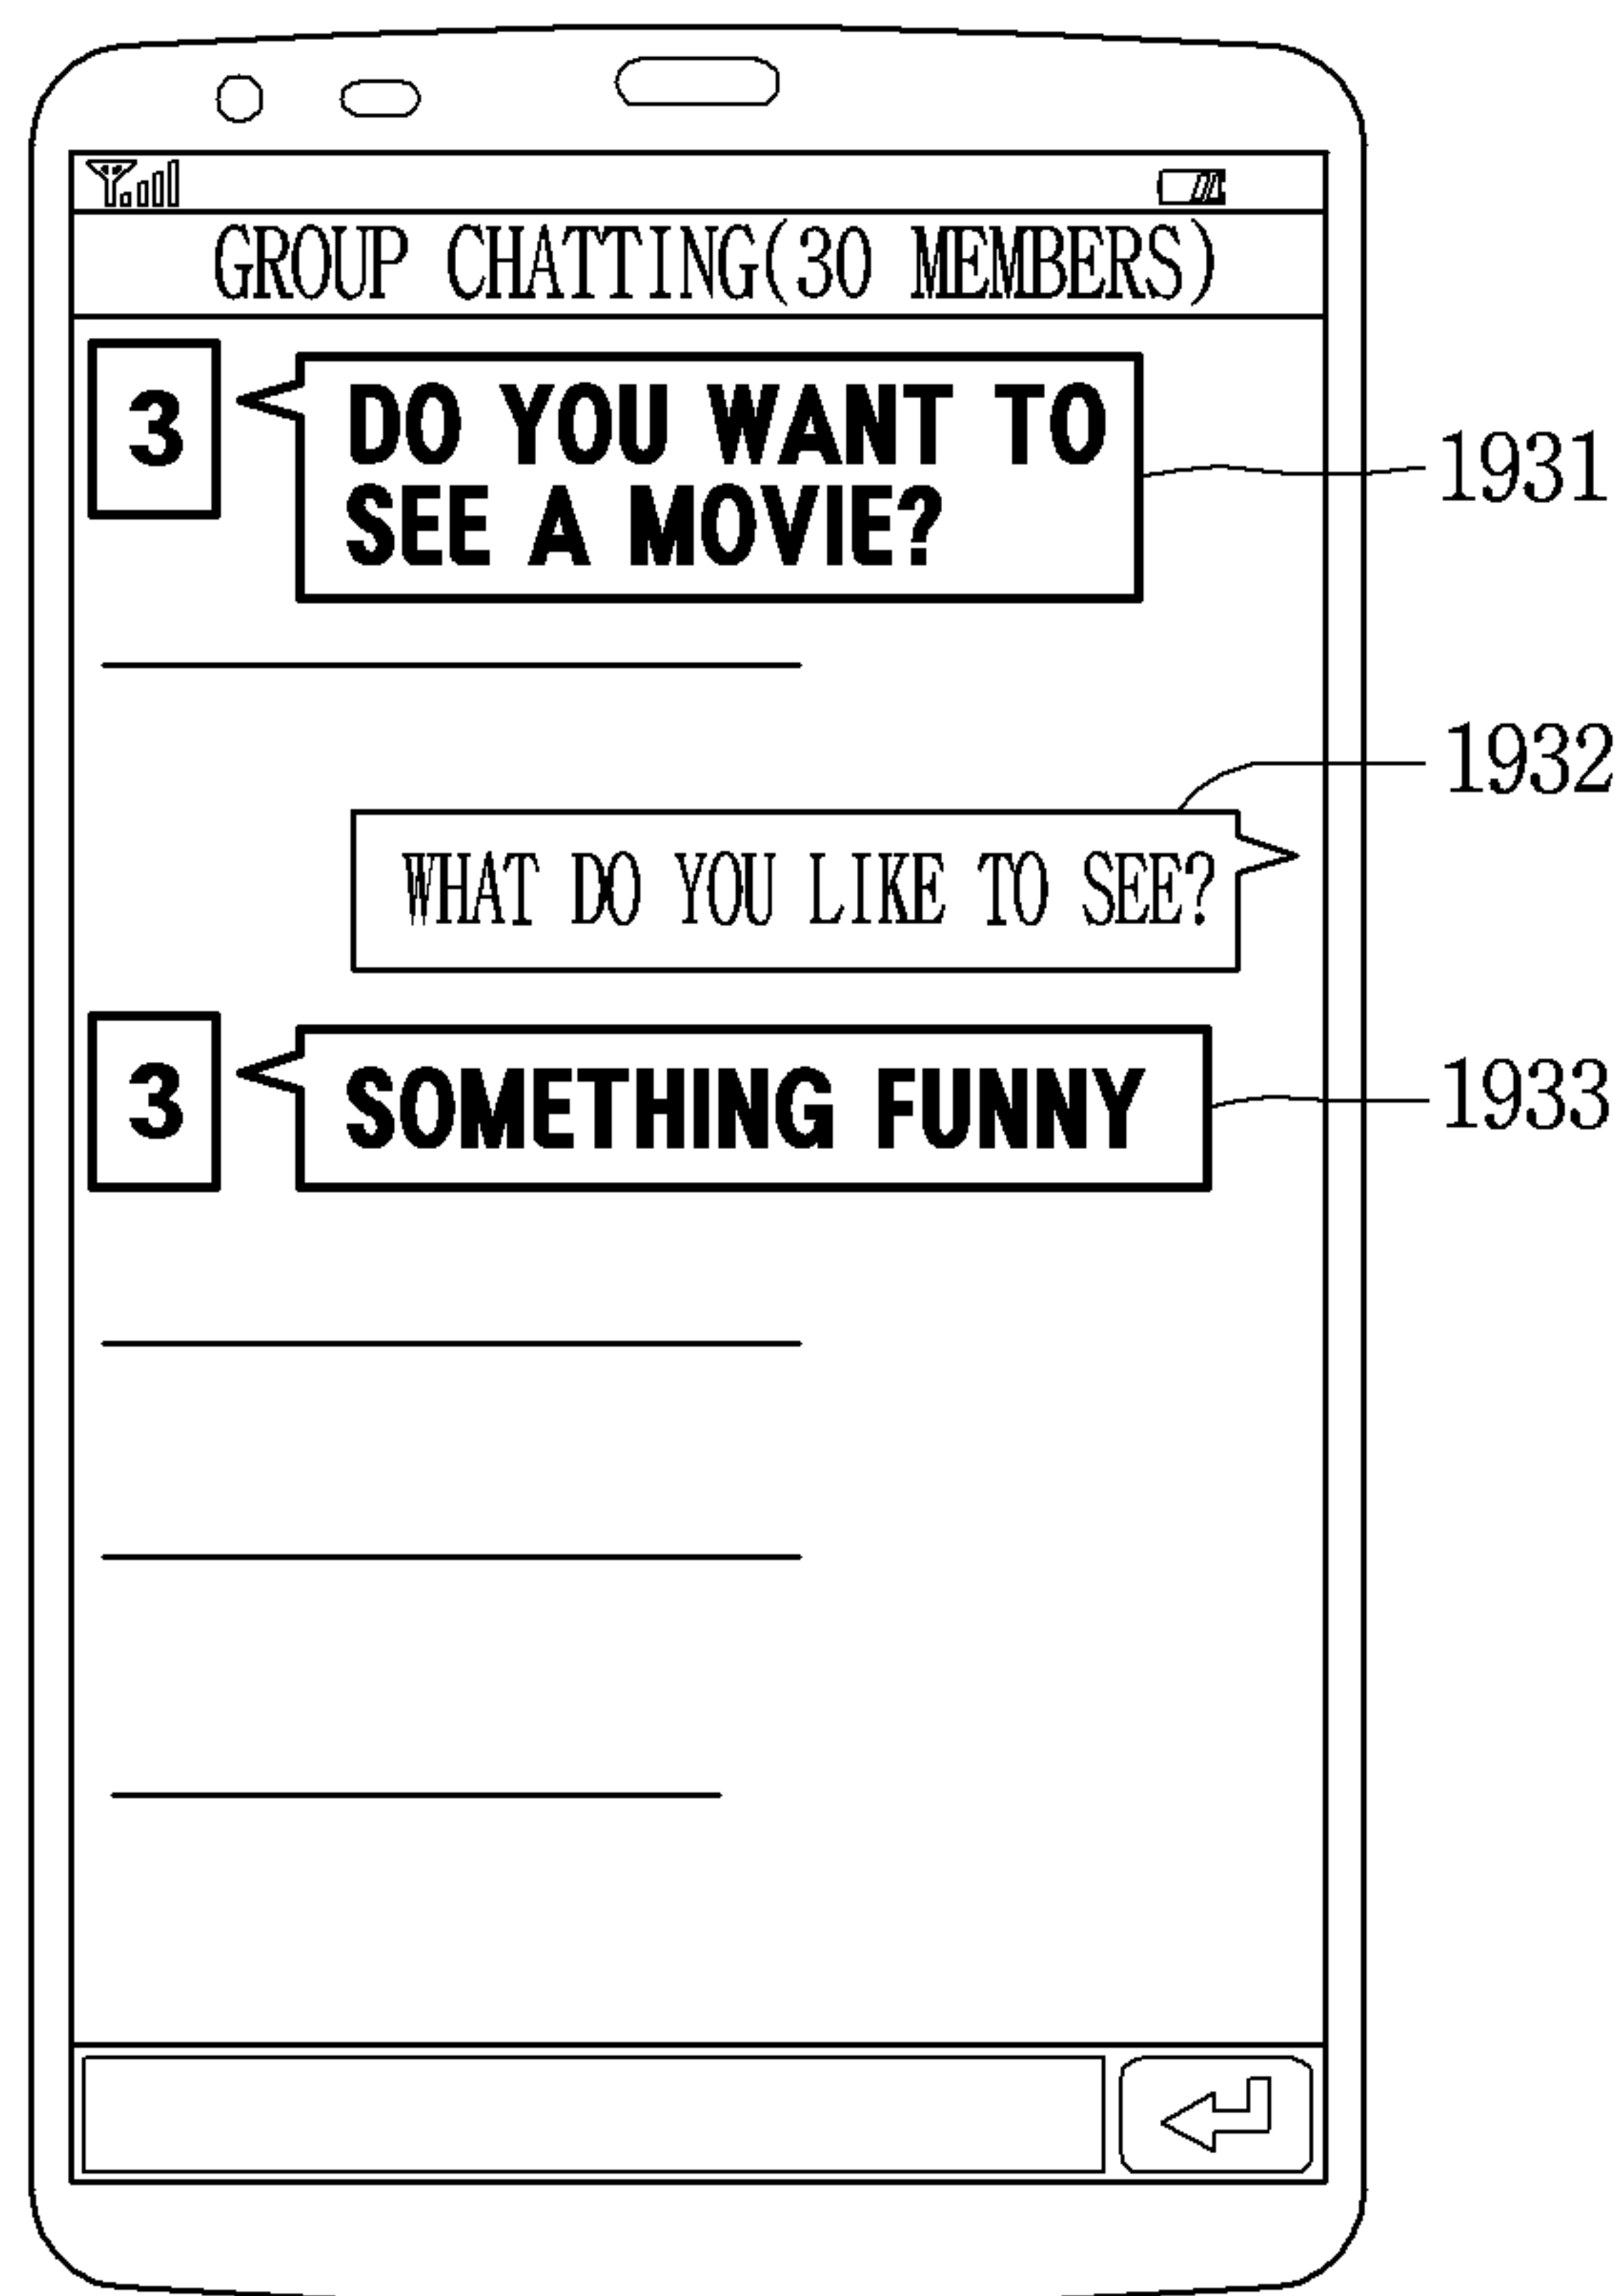 GROUP CHATTING(30 MEMBERS)
3
DO YOU WANT TO
SEE A MOVIE?
1931
1932
WHAT DO YOU LIKE TO SEE?
3
SOMETHING FUNNY
1933